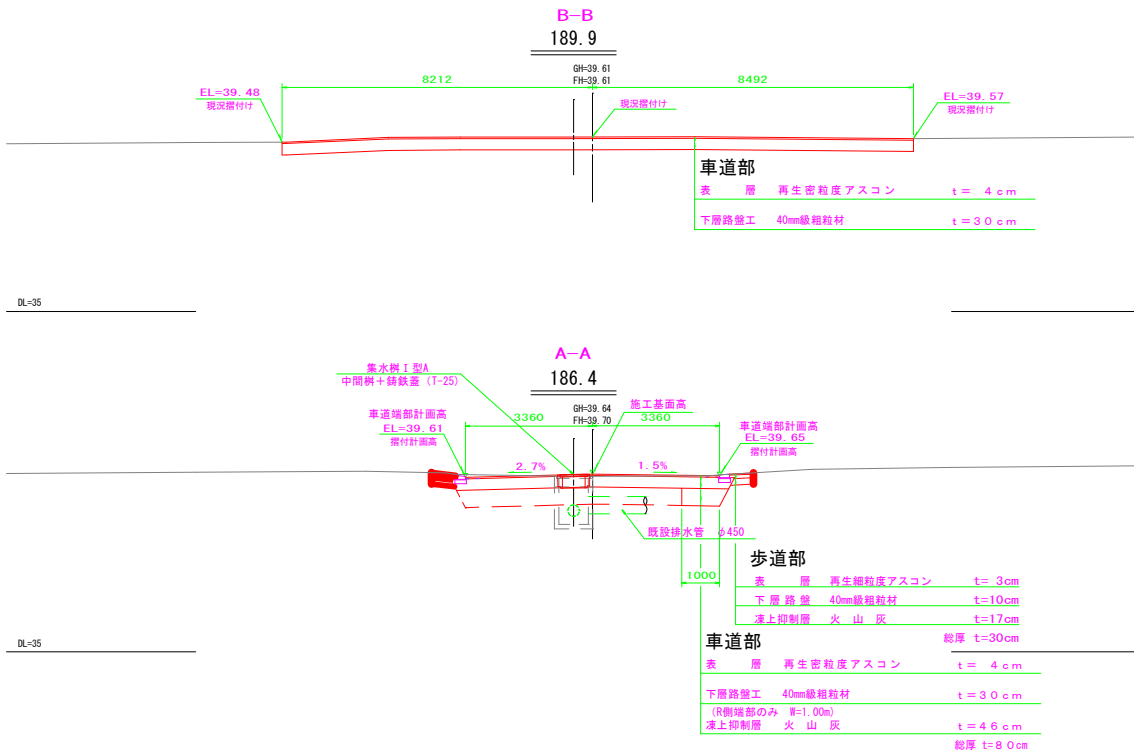 B-B
189.9
GH=39.61
FH=39.61
8212
8492
EL=39.48
現況摺付け
現況摺付け
EL=39.57
現況摺付け
車道部
表　層　再生密粒度アスコン　t＝ 4cm
下層路盤工　40mm級粗粒材　t＝30cm
DL=35
A-A
186.4
集水桝Ⅰ型A
中間桝＋鋳鉄蓋（T-25）
GH=39.64
FH=39.70
施工基面高
3360
3360
車道端部計画高
EL=39.61
摺付計画高
車道端部計画高
EL=39.65
摺付計画高
2.7%
1.5%
既設排水管　φ450
1000
歩道部
表　層　再生細粒度アスコン　t= 3cm
下層路盤　40mm級粗粒材　t=10cm
凍上抑制層　火山灰　t=17cm
総厚 t=30cm
DL=35
車道部
表　層　再生密粒度アスコン　t＝ 4cm
下層路盤工　40mm級粗粒材　t＝30cm
（R側端部のみ　W=1.00m）
凍上抑制層　火山灰　t＝46cm
総厚 t=80cm